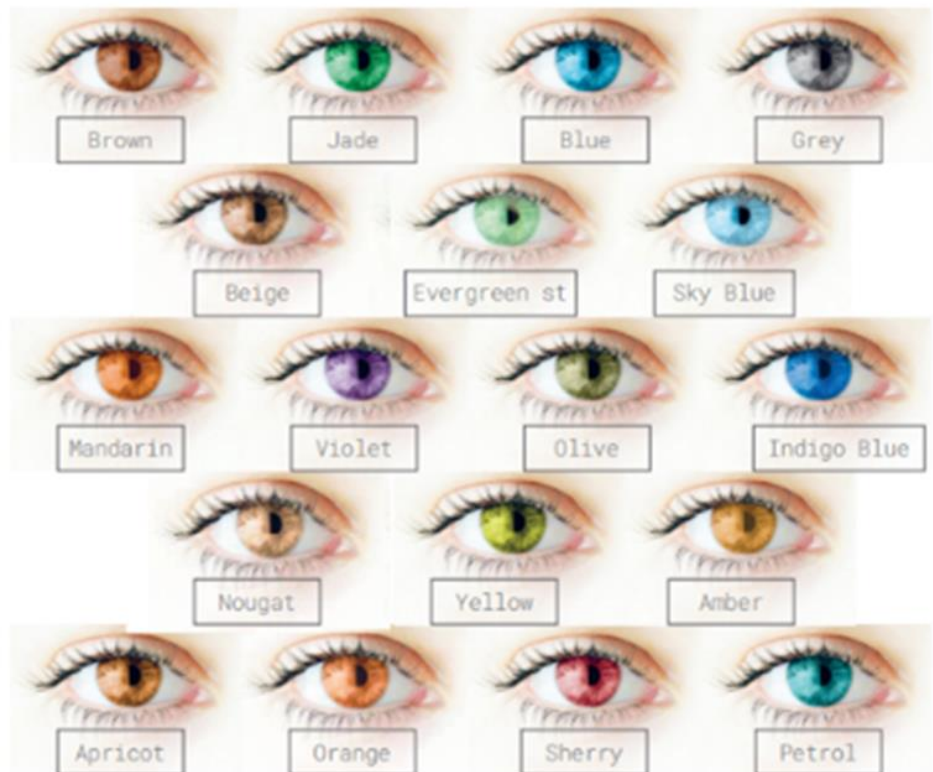 Brown
Jade
Blue
Grey
Beige
Evergreen st
Sky Blue
Mandarin
Violet
Olive
Indigo Blue
Nougat
Yellow
Amber
Apricot
Orange
Sherry
Petrol